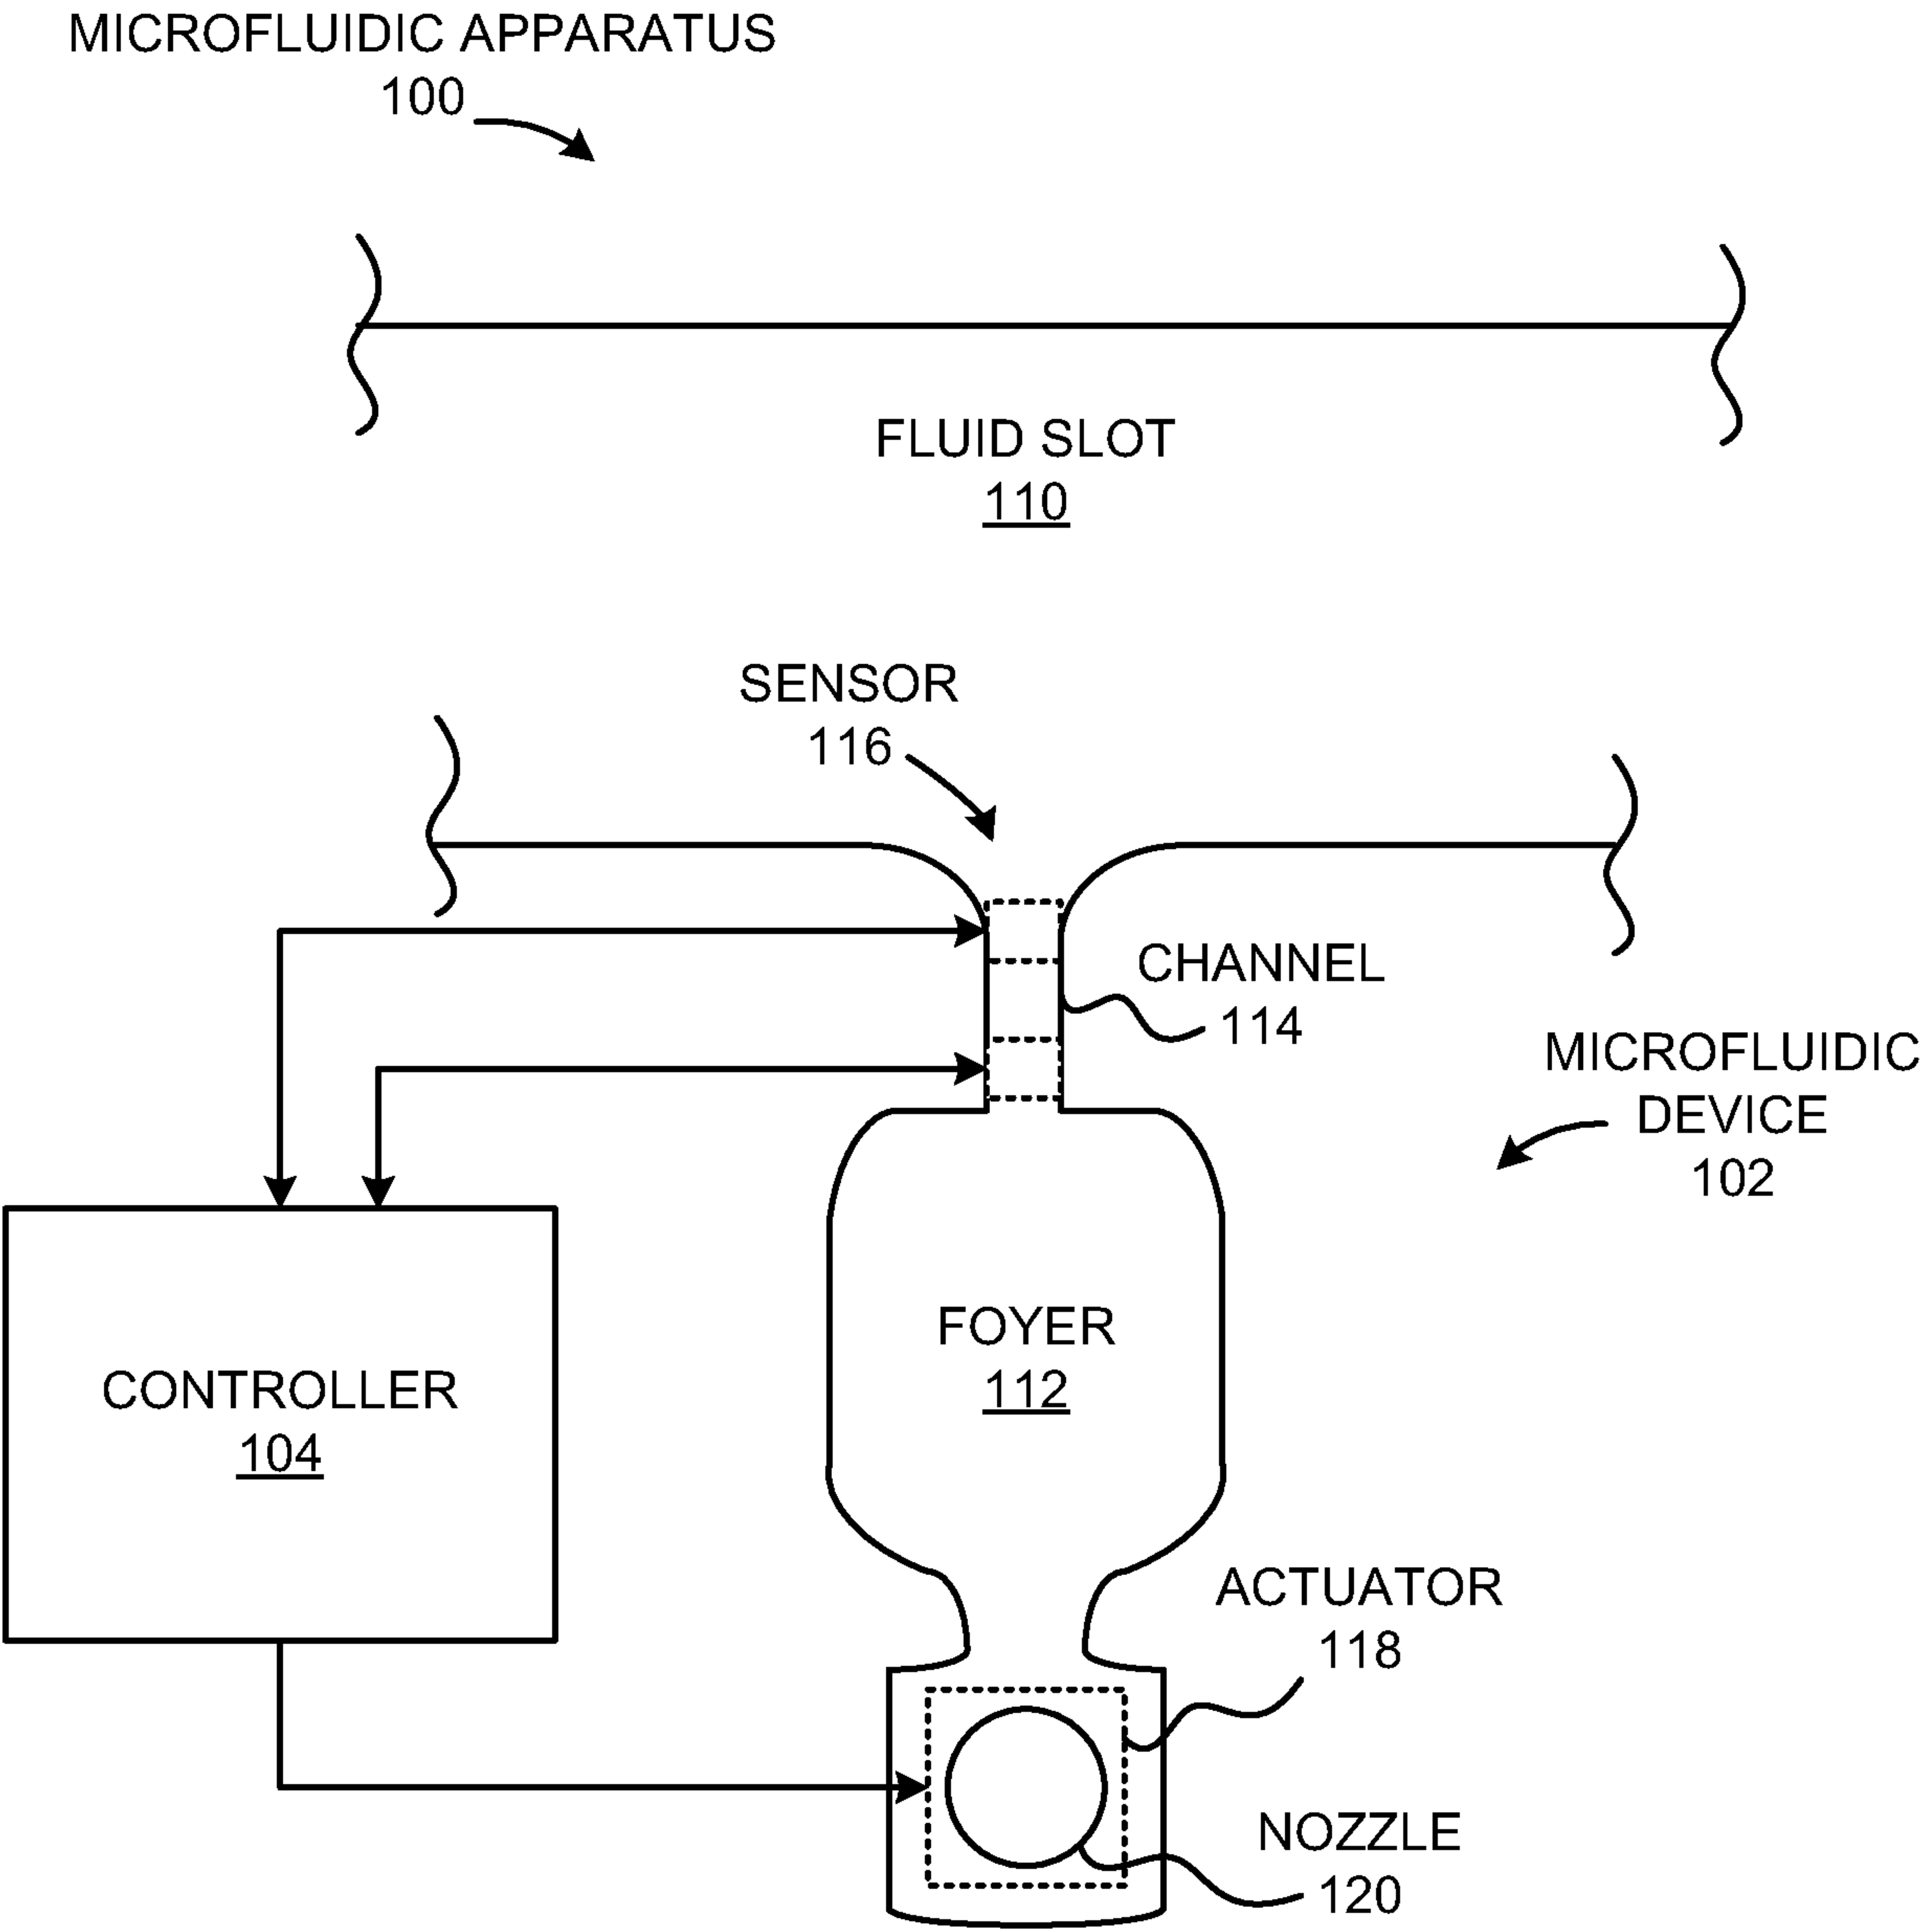 MICROFLUIDIC APPARATUS
100
FLUID SLOT
110
SENSOR
116
CHANNEL
114
MICROFLUIDIC
DEVICE
102
FOYER
112
CONTROLLER
104
ACTUATOR
118
NOZZLE
120